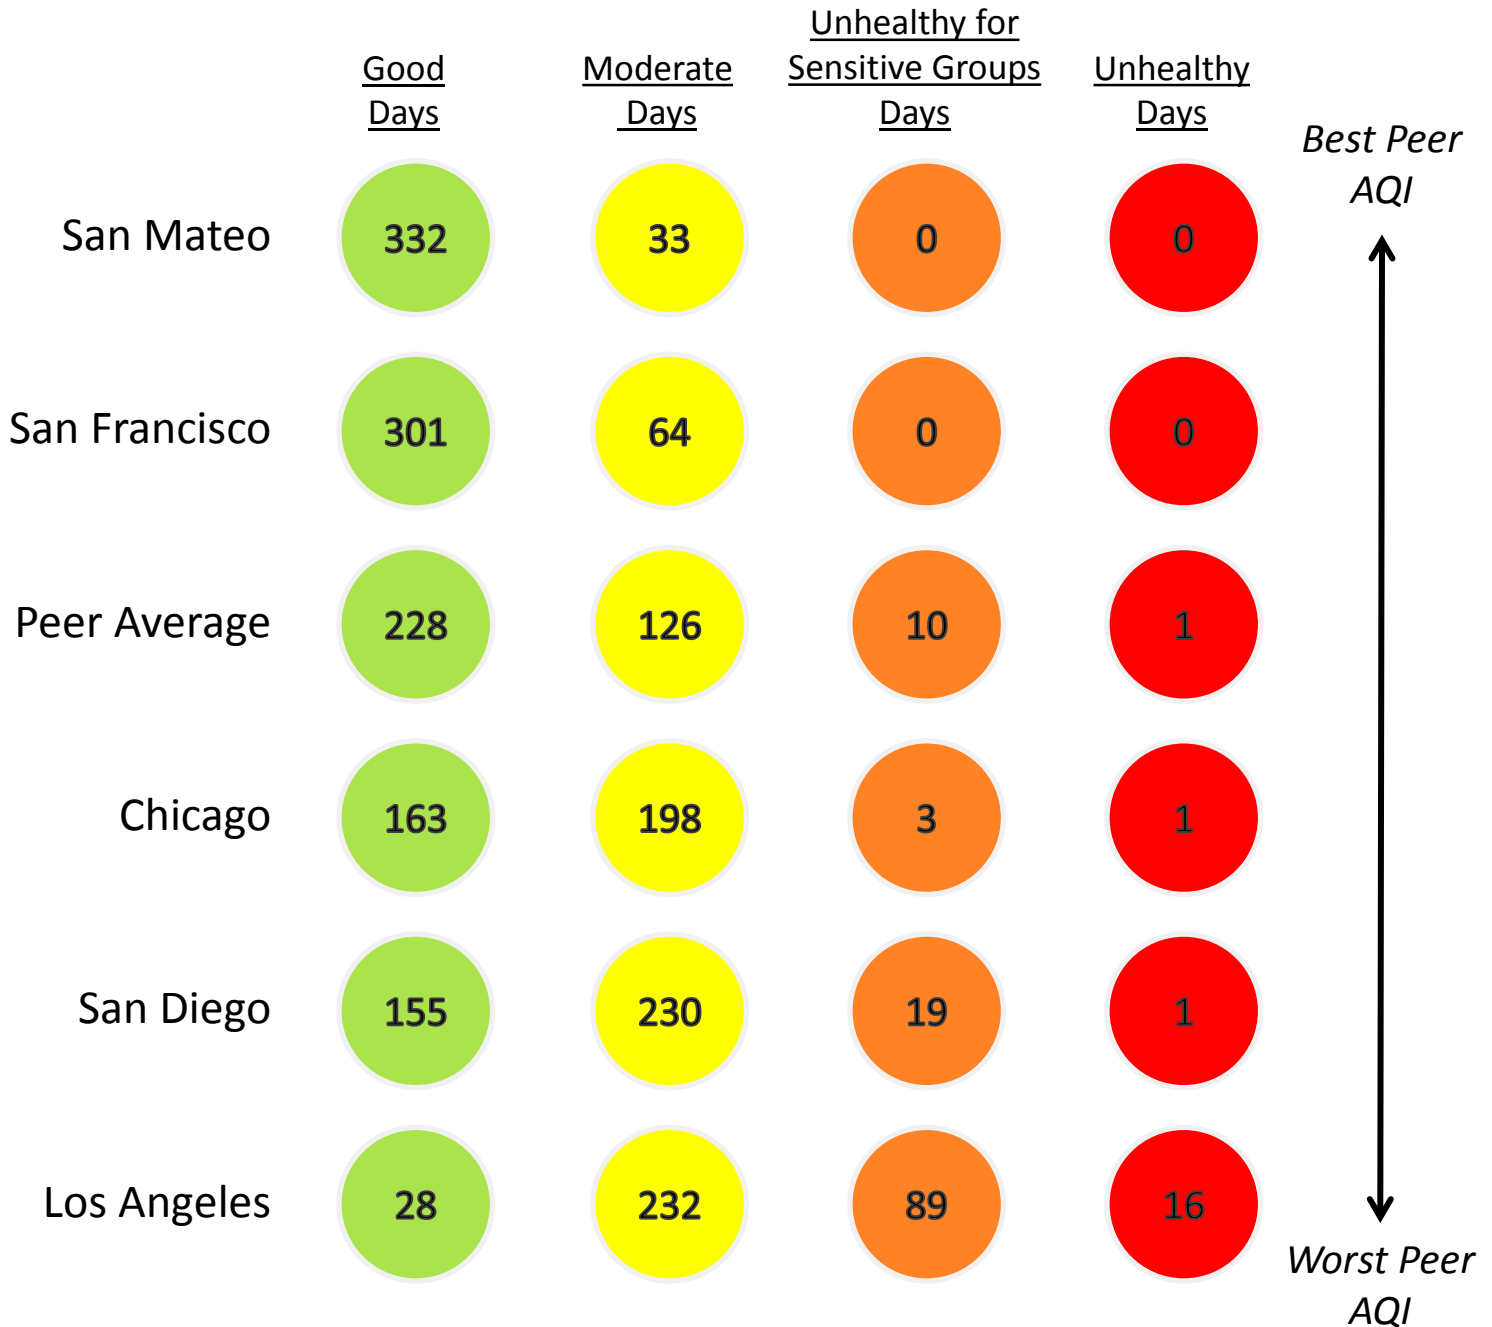 Good
Days
Moderate
Days
Unhealthy for
Sensitive Groups
Days
Unhealthy
Days
Best Peer
AQI
San Mateo 332 33 0 0
San Francisco 301 64 0 0
Peer Average 228 126 10 1
Chicago 163 198 3 1
San Diego 155 230 19 1
Los Angeles 28 232 89 16
Worst Peer
AQI